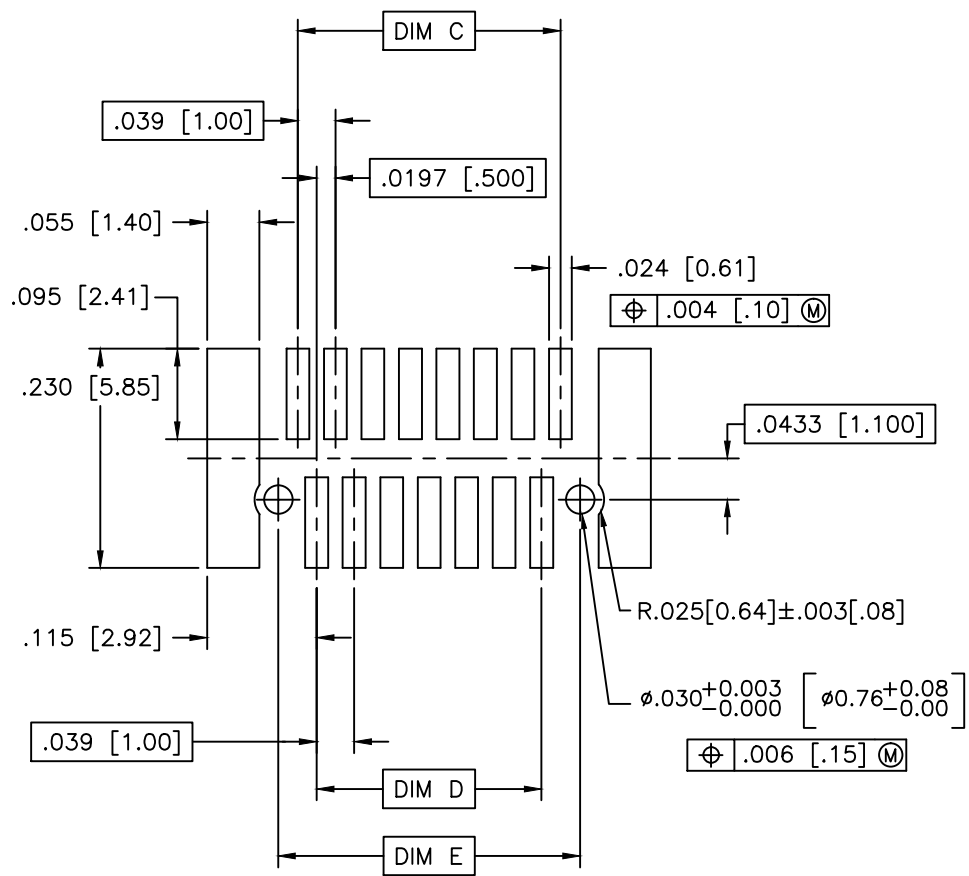 DIM C
.039 [1.00]
.0197 [.500]
.055 [1.40]
.024 [0.61]
.095 [2.41]
⌖ .004 [.10] Ⓜ
.230 [5.85]
.0433 [1.100]
R.025[0.64]±.003[.08]
.115 [2.92]
ø.030+0.003 -0.000 [ø0.76+0.08 -0.00]
.039 [1.00]
⌖ .006 [.15] Ⓜ
DIM D
DIM E